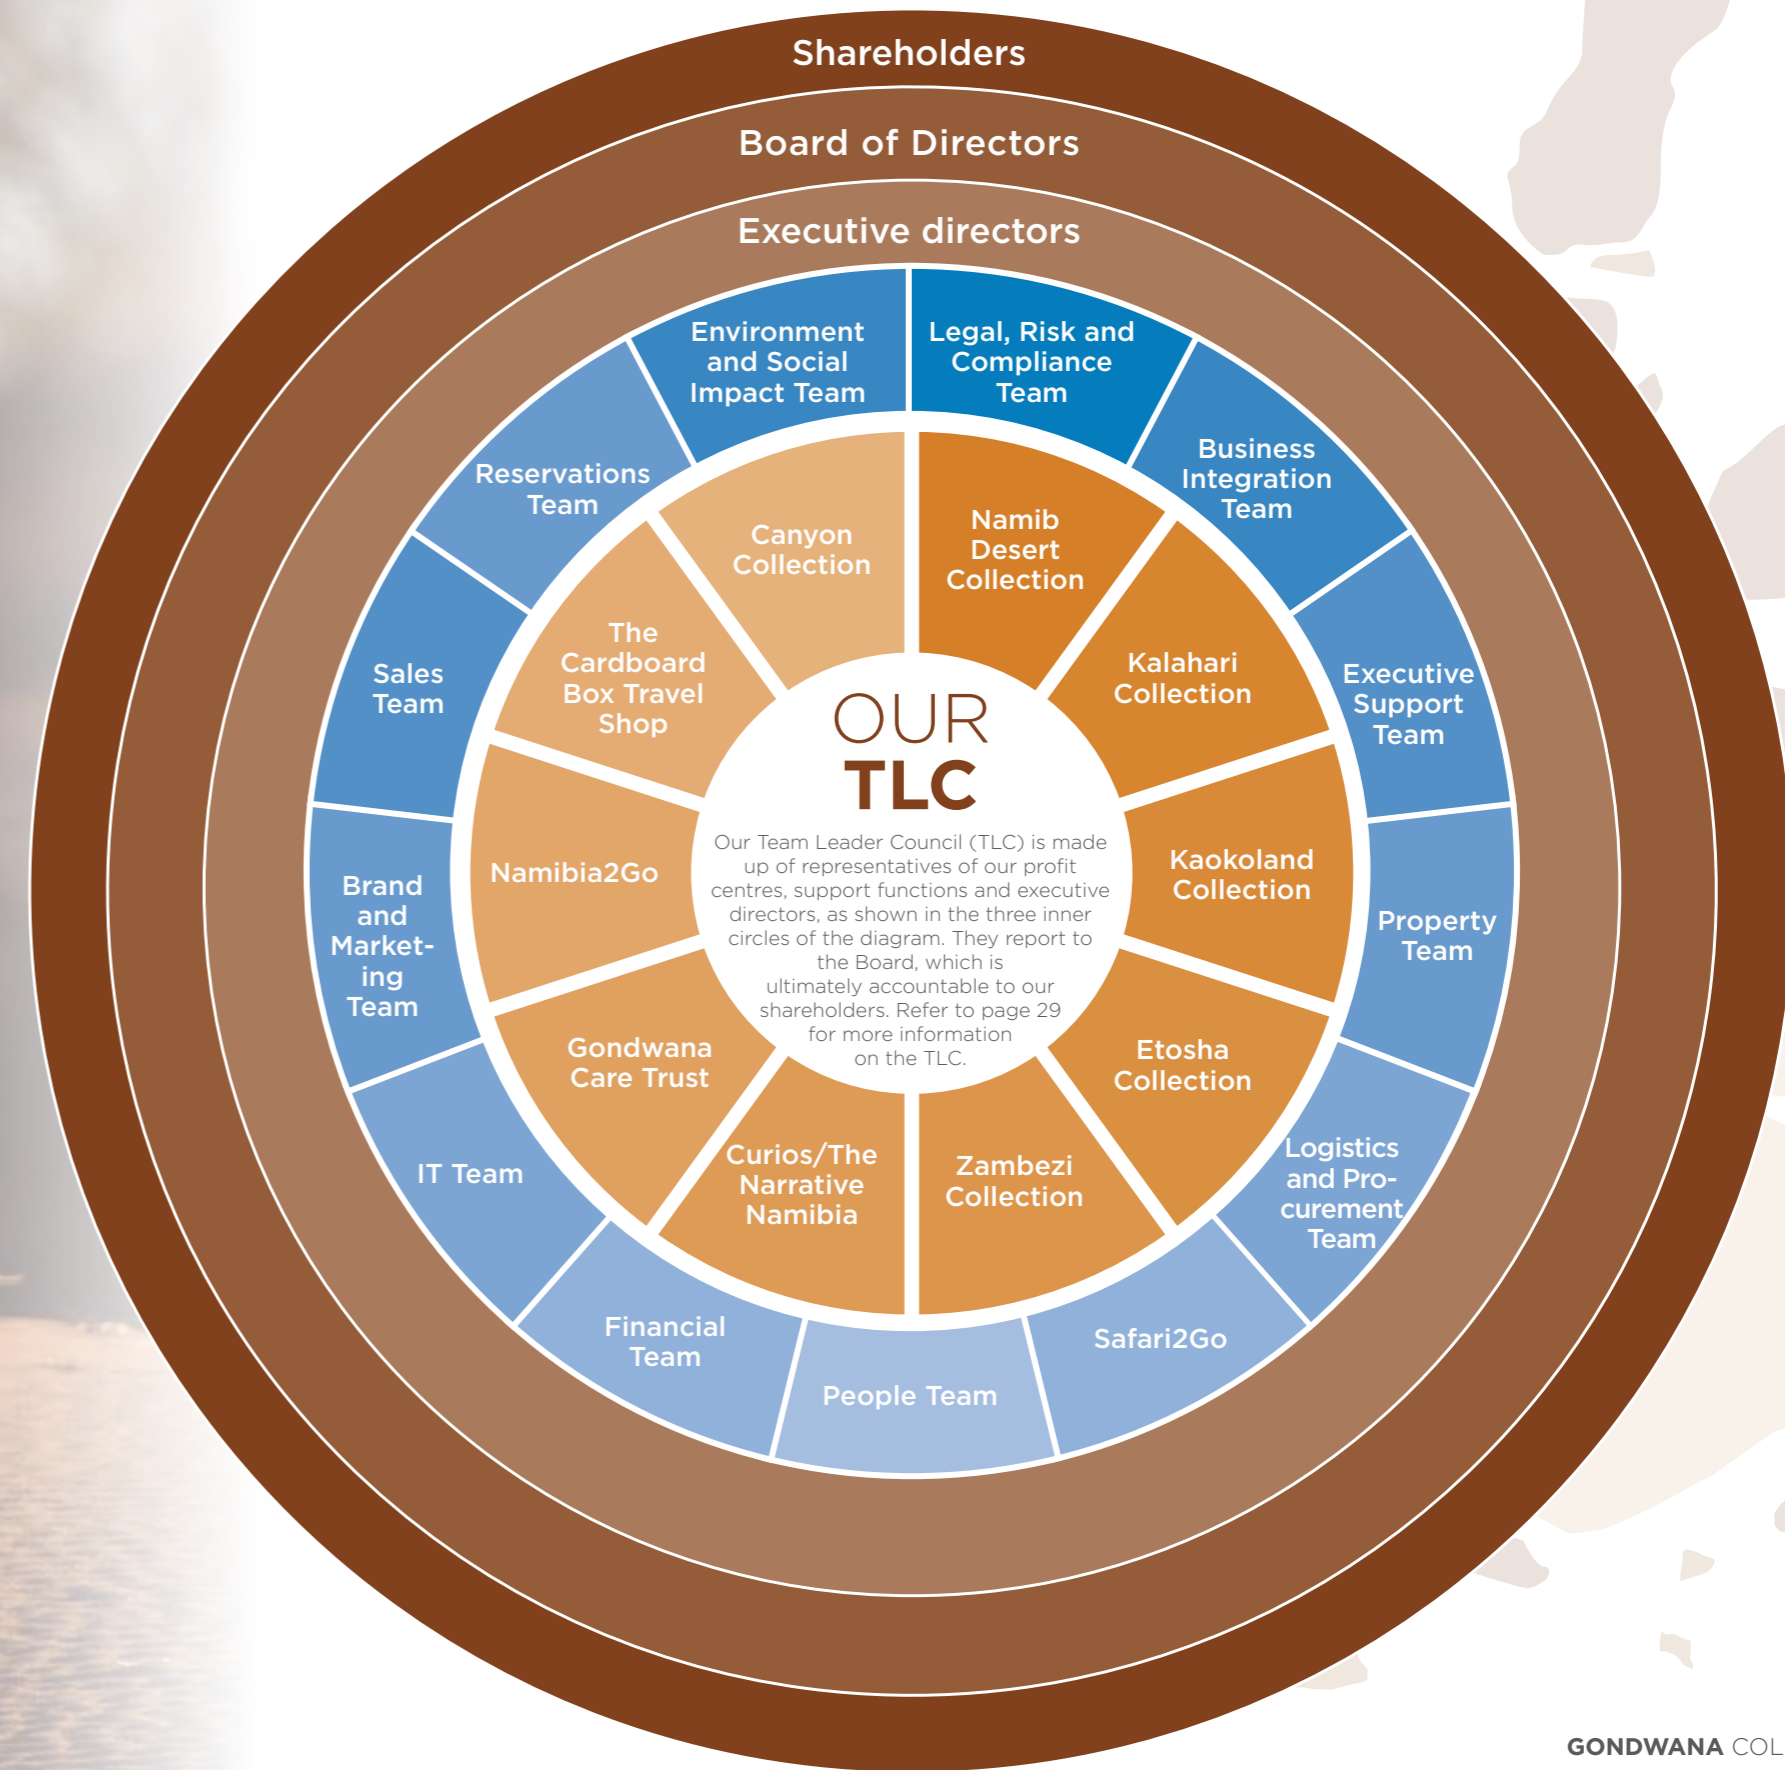 Shareholders
Board of Directors
Executive directors
Environment
and Social
Impact Team
Legal, Risk and
Compliance
Team
Business
Integration
Team
Executive
Support
Team
Property
Team
Logistics
and Pro-
curement
Team
Safari2Go
People Team
Financial
Team
IT Team
Brand
and
Market-
ing
Team
Sales
Team
Reservations
Team
Canyon
Collection
Namib
Desert
Collection
Kalahari
Collection
Kaokoland
Collection
Etosha
Collection
Zambezi
Collection
Curios/The
Narrative
Namibia
Gondwana
Care Trust
Namibia2Go
The
Cardboard
Box Travel
Shop
OUR
TLC
Our Team Leader Council (TLC) is made
up of representatives of our profit
centres, support functions and executive
directors, as shown in the three inner
circles of the diagram. They report to
the Board, which is
ultimately accountable to our
shareholders. Refer to page 29
for more information
on the TLC.
GONDWANA COL